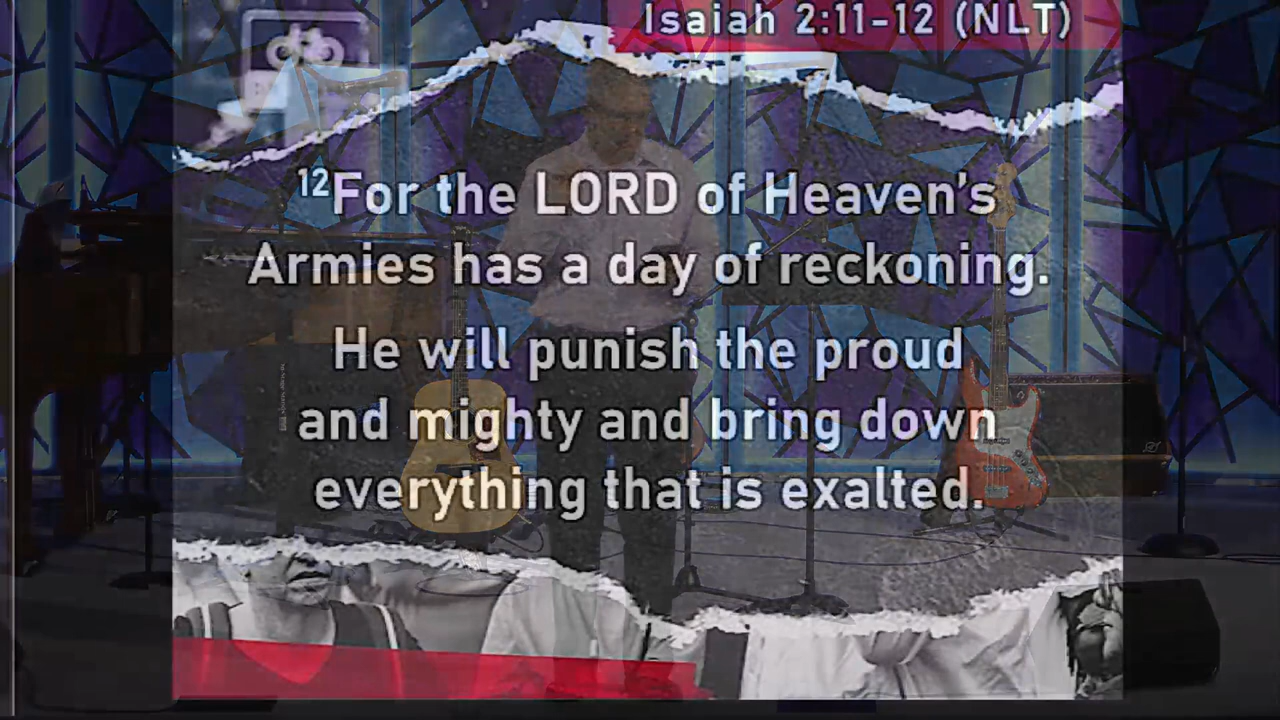 Isaiah 2:11-12 (NLT)
12For the LORD of Heaven's
Armies has a day of reckoning.
He will punish the proud
and mighty and bring down
everything that is exalted.